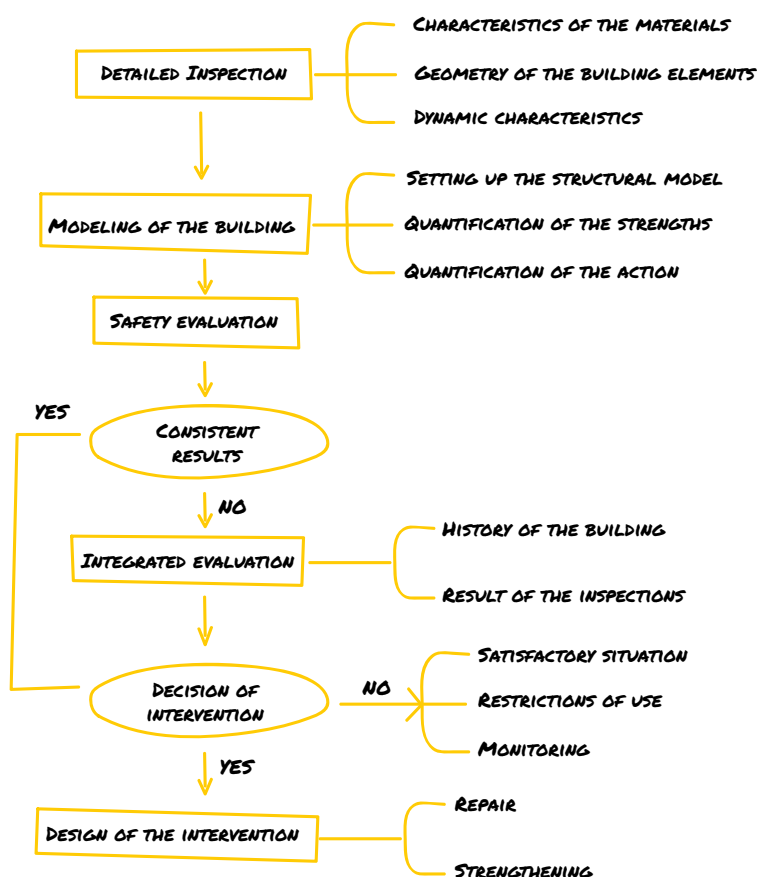 Characteristics of the materials
Detailed Inspection
Geometry of the building elements
Dynamic characteristics
Setting up the structural model
Modeling of the building
Quantification of the strengths
Quantification of the action
Safety evaluation
YES
Consistent
results
NO
History of the building
Integrated evaluation
Result of the inspections
Satisfactory situation
Decision of
intervention
NO
Restrictions of use
Monitoring
YES
Repair
Design of the intervention
Strengthening